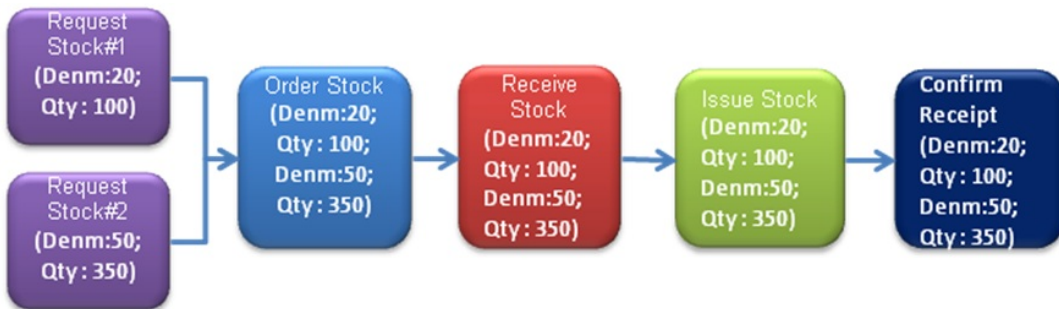 Request
Stock#1
(Denm:20;
Qty : 100)
Request
Stock#2
(Denm:50;
Qty : 350)
Order Stock
(Denm:20;
Qty : 100;
Denm:50;
Qty : 350)
Receive
Stock
(Denm:20;
Qty : 100;
Denm:50;
Qty : 350)
Issue Stock
(Denm:20;
Qty : 100;
Denm:50;
Qty : 350)
Confirm
Receipt
(Denm:20;
Qty : 100;
Denm:50;
Qty : 350)